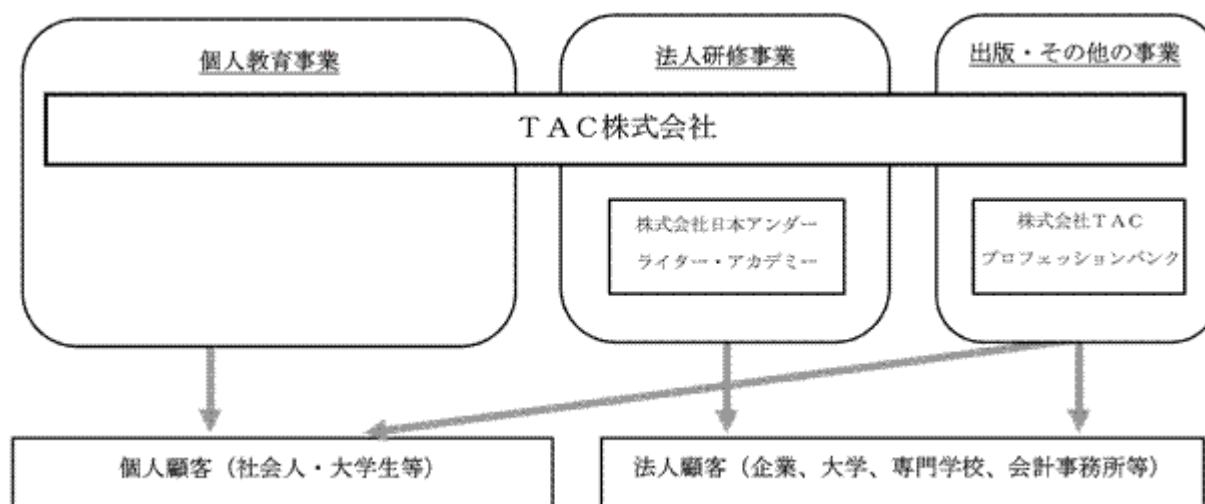 個人教育事業
法人研修事業
出版・その他の事業
TAC株式会社
株式会社日本アンダー
ライター・アカデミー
株式会社TAC
プロフェッションバンク
個人顧客（社会人・大学生等）
法人顧客（企業、大学、専門学校、会計事務所等）